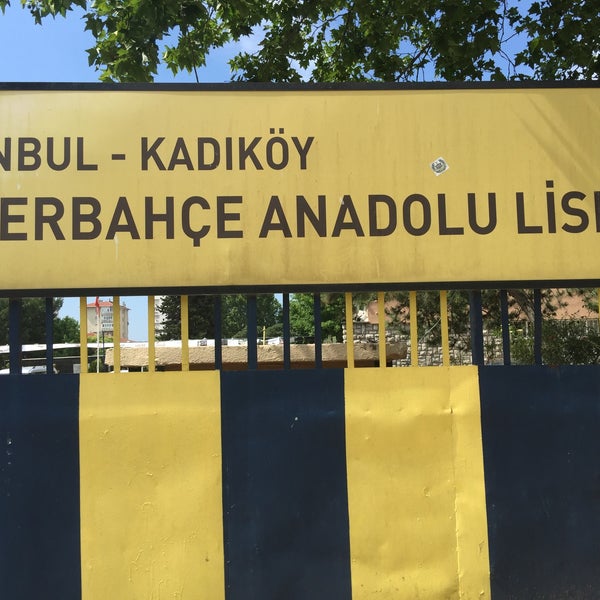 NBUL - KADIKÖY
ERBAHÇE ANADOLU LİS